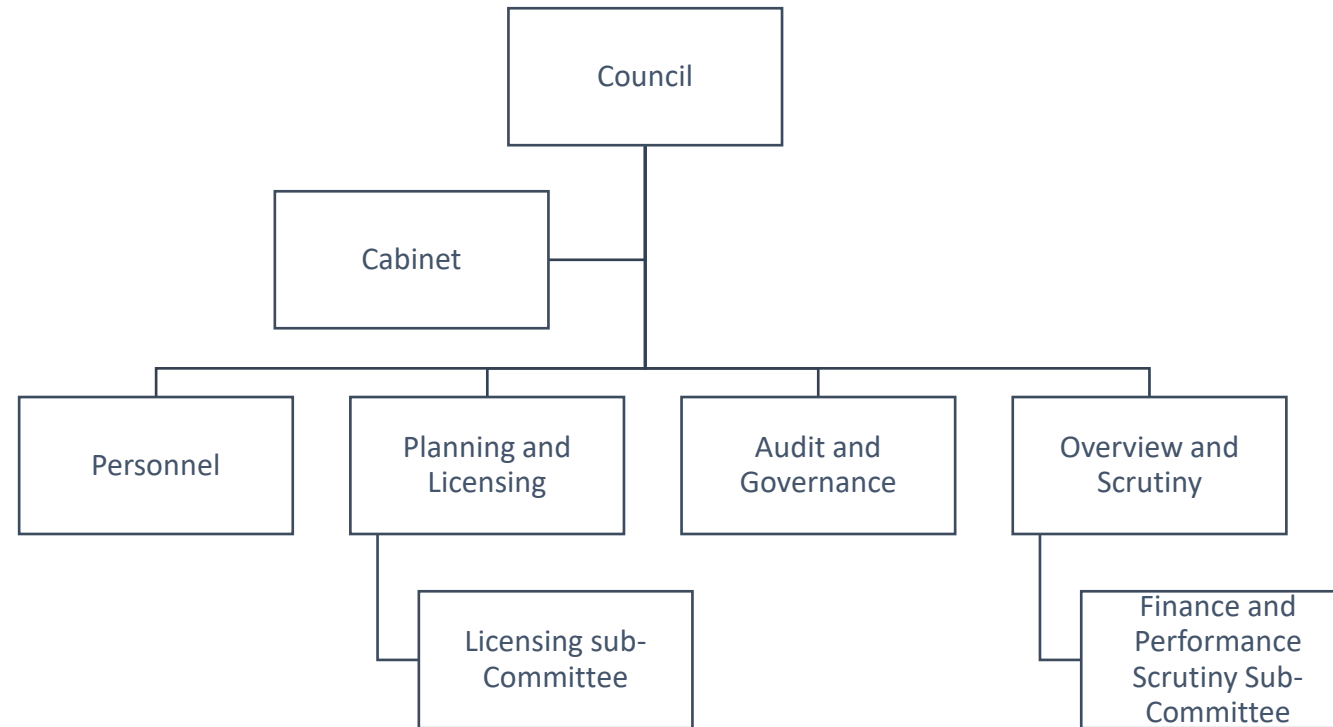 Council
Cabinet
Personnel
Planning and
Licensing
Audit and
Governance
Overview and
Scrutiny
Licensing sub-
Committee
Finance and
Performance
Scrutiny Sub-
Committee